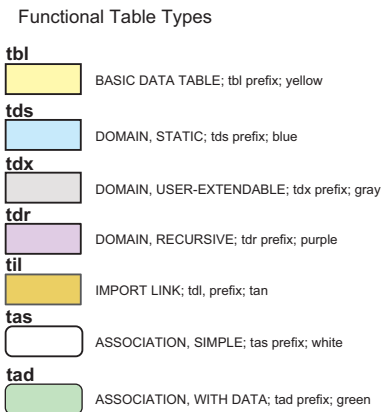 Functional Table Types
tbl
BASIC DATA TABLE; tbl prefix; yellow
tds
DOMAIN, STATIC; tds prefix; blue
tdx
DOMAIN, USER-EXTENDABLE; tdx prefix; gray
tdr
DOMAIN, RECURSIVE; tdr prefix; purple
til
IMPORT LINK; tdl, prefix; tan
tas
ASSOCIATION, SIMPLE; tas prefix; white
tad
ASSOCIATION, WITH DATA; tad prefix; green